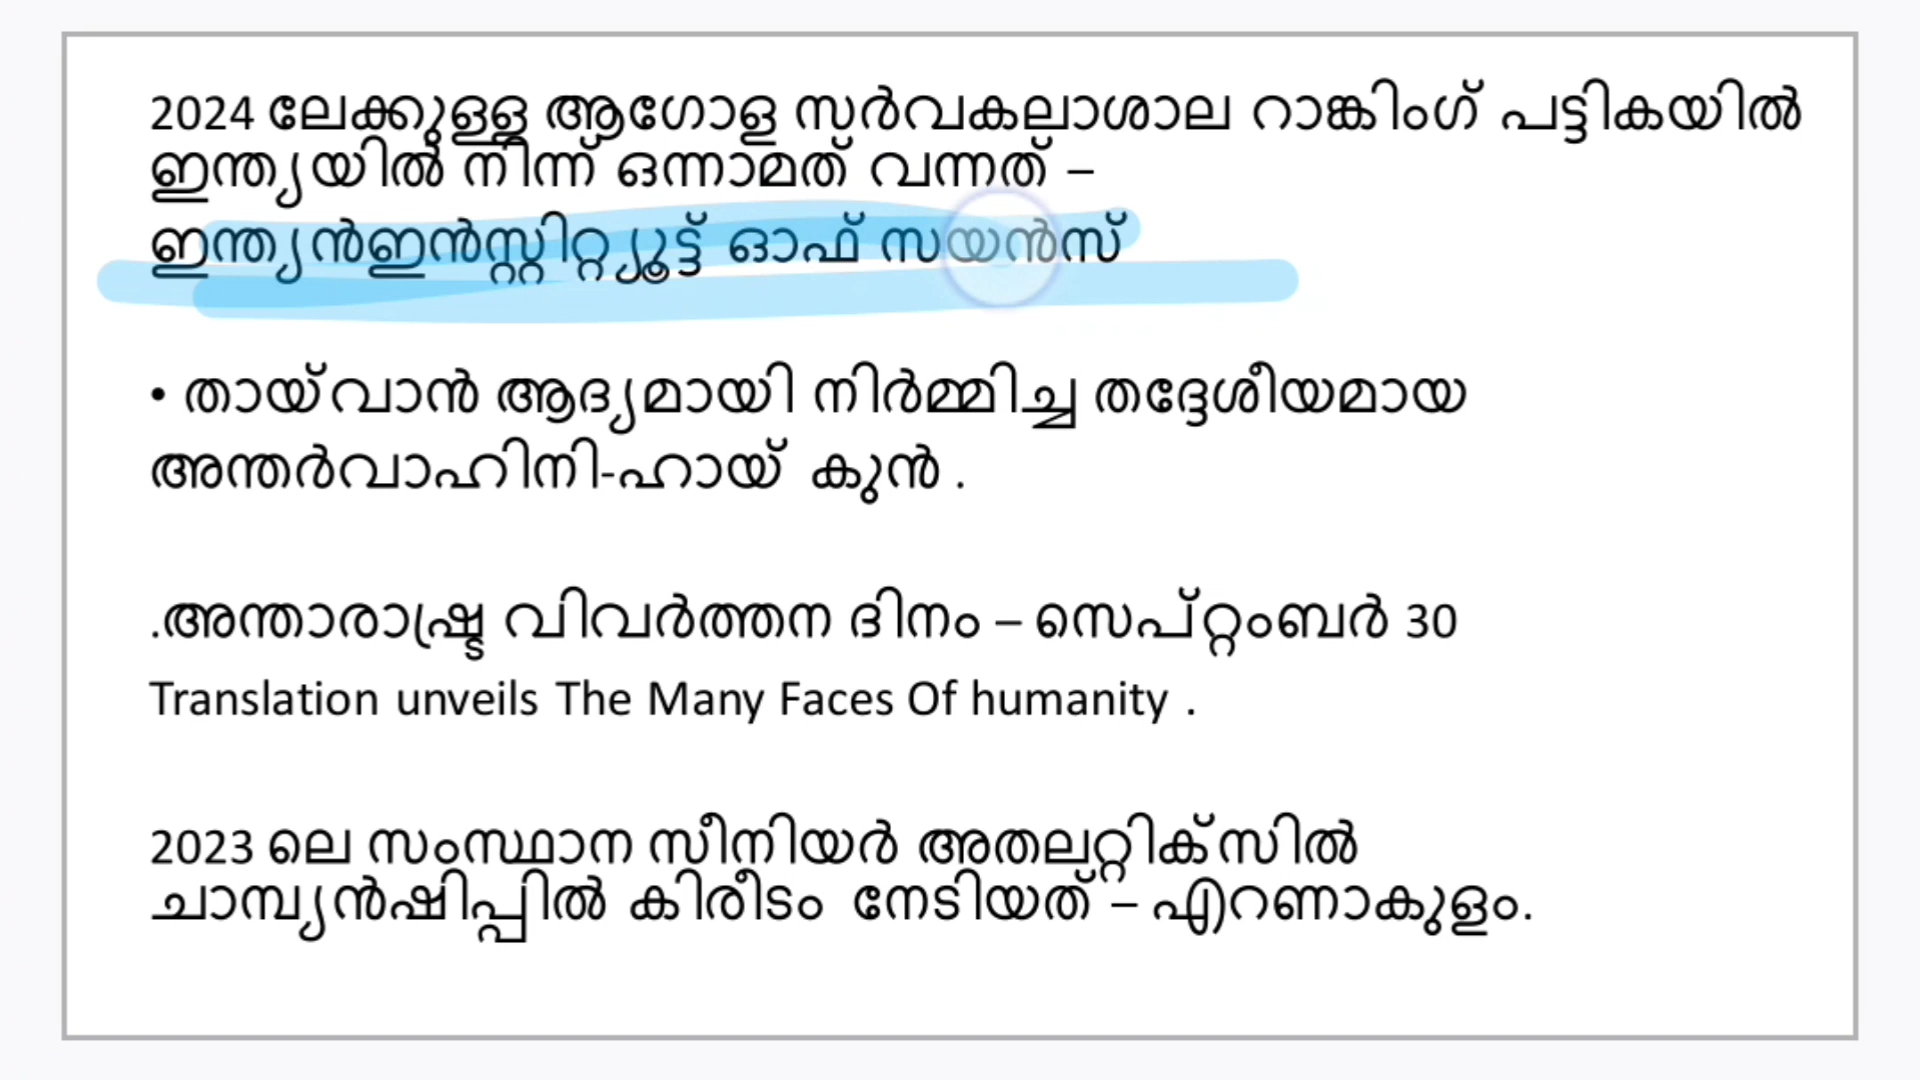 2024 ലേക്കുള്ള ആഗോള സർവകലാശാല റാങ്കിംഗ് പട്ടികയിൽ
ഇന്ത്യയിൽ നിന്ന് ഒന്നാമത് വന്നത് –
ഇന്ത്യൻഇൻസ്റ്റിറ്റ്യൂട്ട് ഓഫ് സയൻസ്
• തായ്‌വാൻ ആദ്യമായി നിർമ്മിച്ച തദ്ദേശീയമായ
അന്തർവാഹിനി-ഹായ് കുൻ .
.അന്താരാഷ്ട്ര വിവർത്തന ദിനം – സെപ്റ്റംബർ 30
Translation unveils The Many Faces Of humanity .
2023 ലെ സംസ്ഥാന സീനിയർ അതലറ്റിക്സിൽ
ചാമ്പ്യൻഷിപ്പിൽ കിരീടം നേടിയത് – എറണാകുളം.